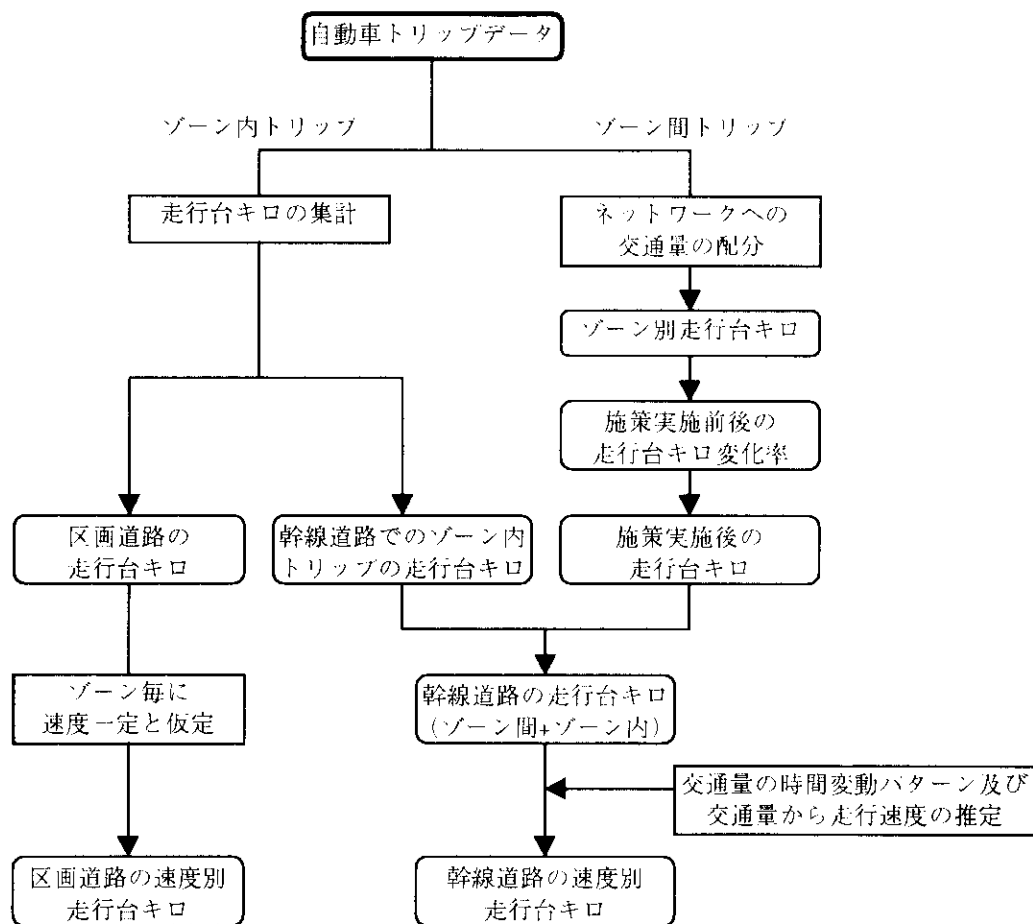 自動車トリップデータ
ゾーン内トリップ
ゾーン間トリップ
走行台キロの集計
ネットワークへの
交通量の配分
ゾーン別走行台キロ
施策実施前後の
走行台キロ変化率
区画道路の
走行台キロ
幹線道路でのゾーン内
トリップの走行台キロ
施策実施後の
走行台キロ
ゾーン毎に
速度一定と仮定
幹線道路の走行台キロ
(ゾーン間+ゾーン内)
交通量の時間変動パターン及び
交通量から走行速度の推定
区画道路の速度別
走行台キロ
幹線道路の速度別
走行台キロ